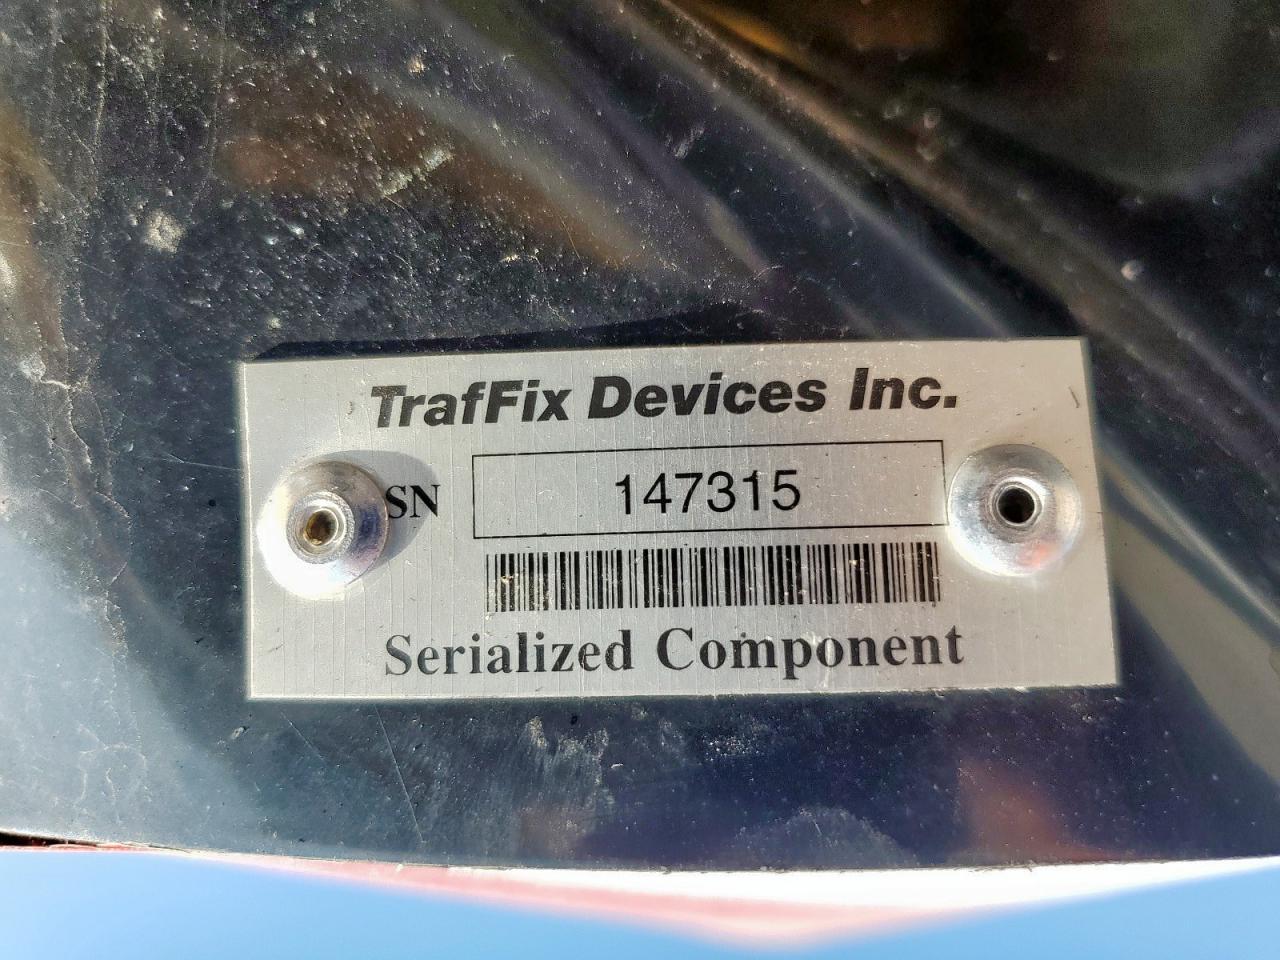 TrafFix Devices Inc.
SN 147315
Serialized Component